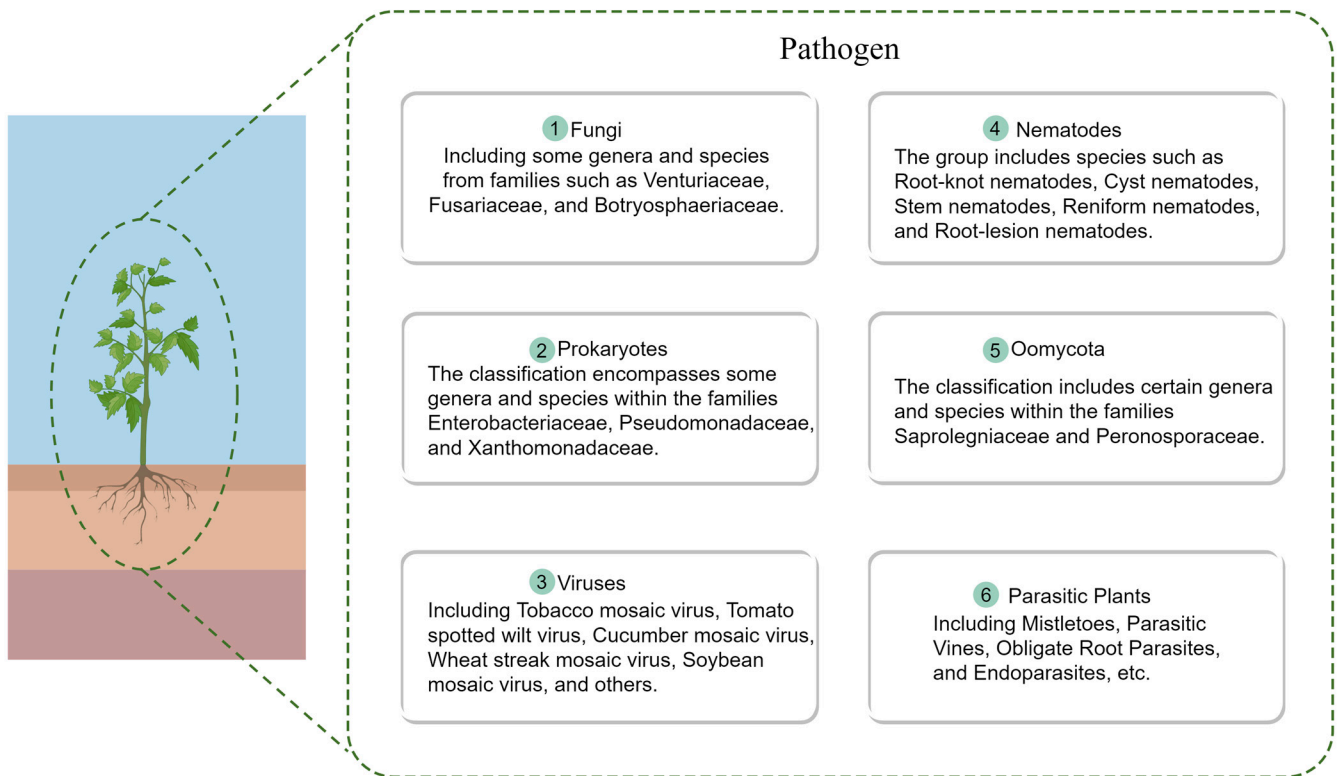 Pathogen
1 Fungi
Including some genera and species
from families such as Venturiaceae,
Fusariaceae, and Botryosphaeriaceae.
2 Prokaryotes
The classification encompasses some
genera and species within the families
Enterobacteriaceae, Pseudomonadaceae,
and Xanthomonadaceae.
3 Viruses
Including Tobacco mosaic virus, Tomato
spotted wilt virus, Cucumber mosaic virus,
Wheat streak mosaic virus, Soybean
mosaic virus, and others.
4 Nematodes
The group includes species such as
Root-knot nematodes, Cyst nematodes,
Stem nematodes, Reniform nematodes,
and Root-lesion nematodes.
5 Oomycota
The classification includes certain genera
and species within the families
Saprolegniaceae and Peronosporaceae.
6 Parasitic Plants
Including Mistletoes, Parasitic
Vines, Obligate Root Parasites,
and Endoparasites, etc.